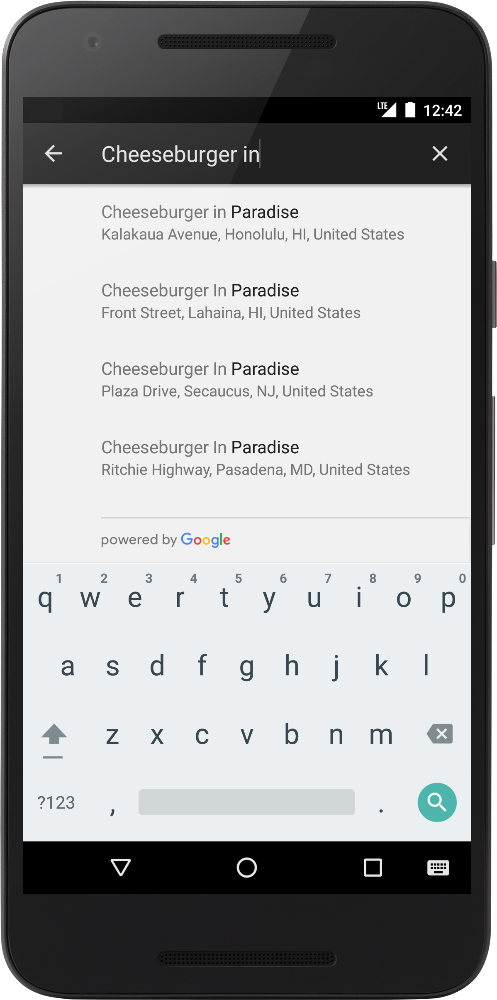 LTE 12:42
Cheeseburger in
Cheeseburger in Paradise
Kalakaua Avenue, Honolulu, HI, United States
Cheeseburger In Paradise
Front Street, Lahaina, HI, United States
Cheeseburger In Paradise
Plaza Drive, Secaucus, NJ, United States
Cheeseburger In Paradise
Ritchie Highway, Pasadena, MD, United States
powered by Google
1 2 3 4 5 6 7 8 9 0
q w e r t y u i o p
a s d f g h j k l
z x c v b n m
?123 , .